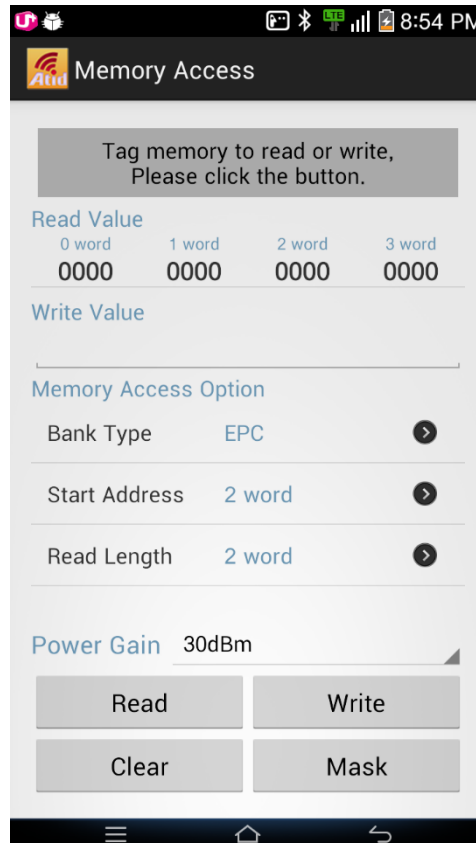 LTE 8:54 PM
Atid Memory Access
Tag memory to read or write,
Please click the button.
Read Value
0 word 1 word 2 word 3 word
0000 0000 0000 0000
Write Value
Memory Access Option
Bank Type EPC
Start Address 2 word
Read Length 2 word
Power Gain 30dBm
Read Write
Clear Mask